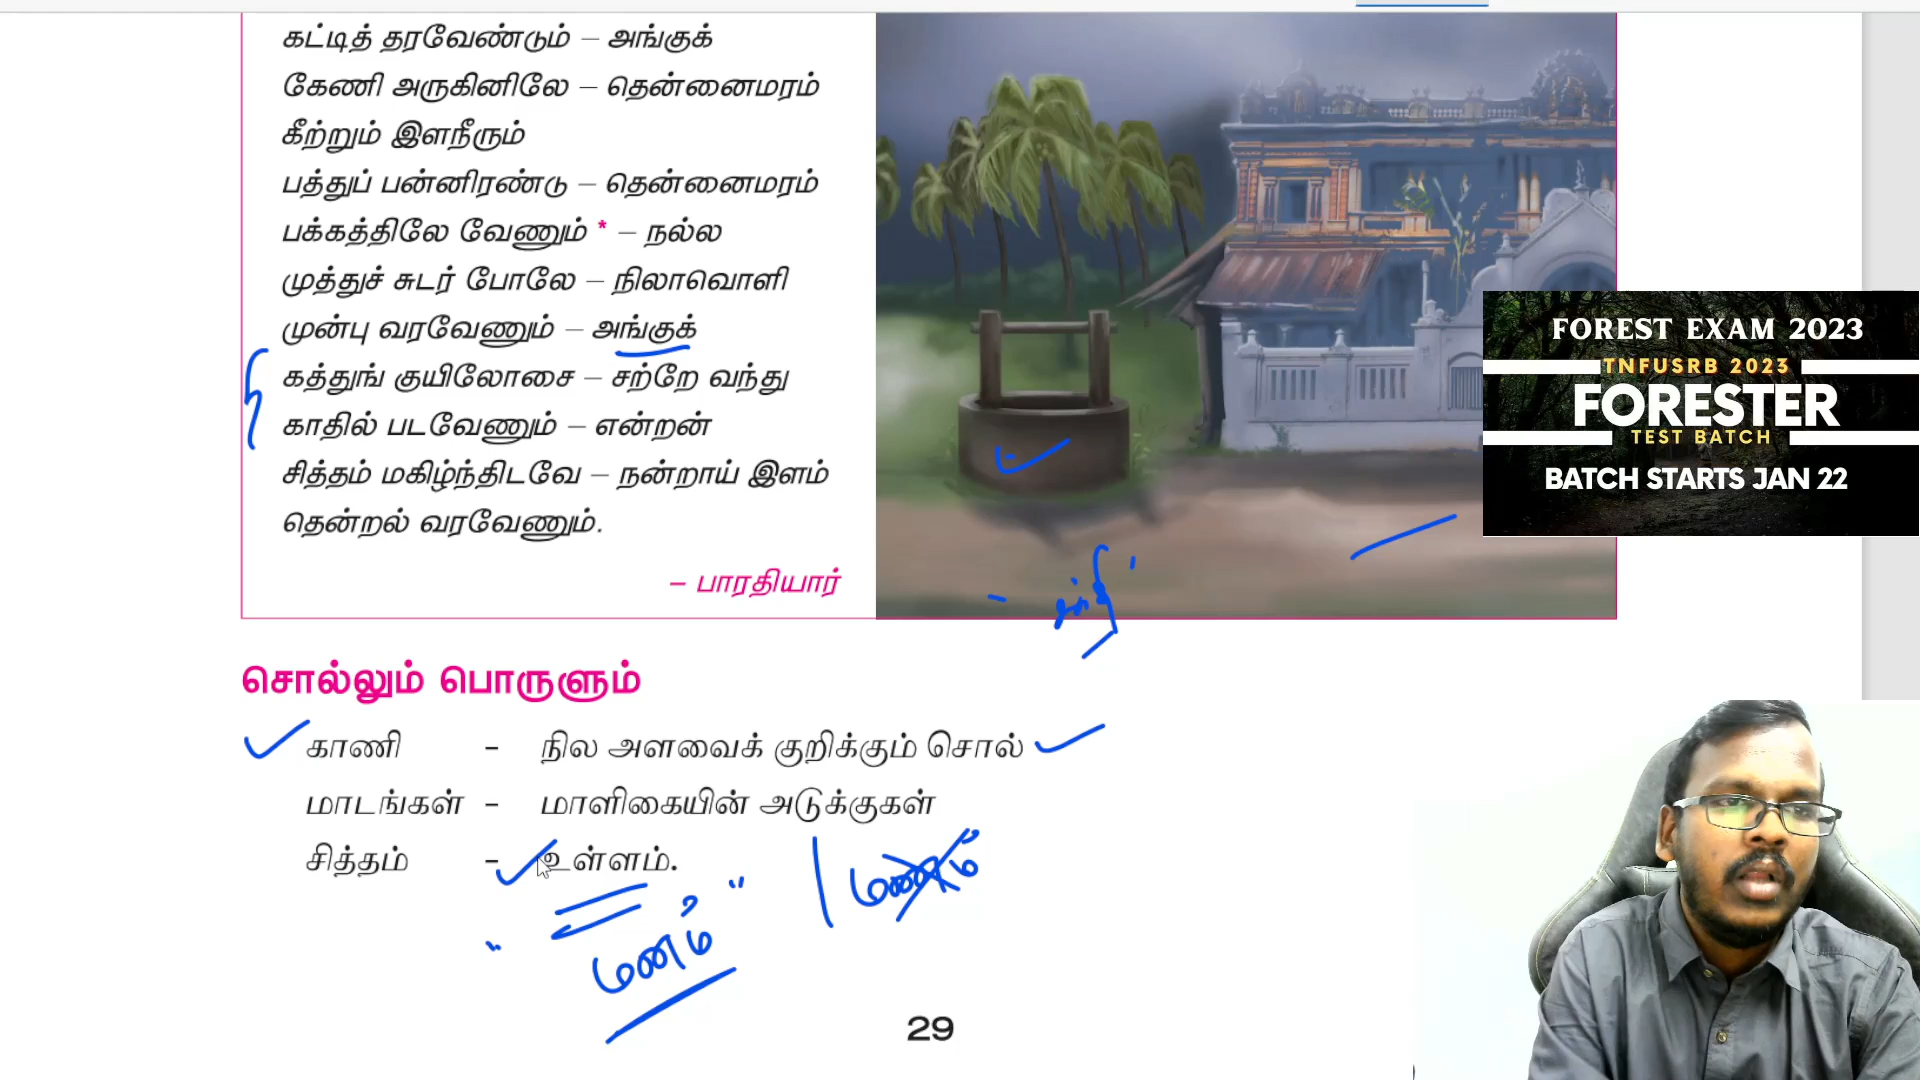 கட்டித் தரவேண்டும் – அங்குக்
கேணி அருகினிலே – தென்னைமரம்
கீற்றும் இளநீரும்
பத்துப் பன்னிரண்டு – தென்னைமரம்
பக்கத்திலே வேணும் * – நல்ல
முத்துச் சுடர் போலே – நிலாவொளி
முன்பு வரவேணும் – அங்குக்
கத்துங் குயிலோசை – சற்றே வந்து
காதில் படவேணும் – என்றன்
சித்தம் மகிழ்ந்திடவே – நன்றாய் இளம்
தென்றல் வரவேணும்.
– பாரதியார்
FOREST EXAM 2023
TNFUSRB 2023
FORESTER
TEST BATCH
BATCH STARTS JAN 22
சொல்லும் பொருளும்
காணி - நில அளவைக் குறிக்கும் சொல்
மாடங்கள் - மாளிகையின் அடுக்குகள்
சித்தம் - உள்ளம்.
" மனம் "
29